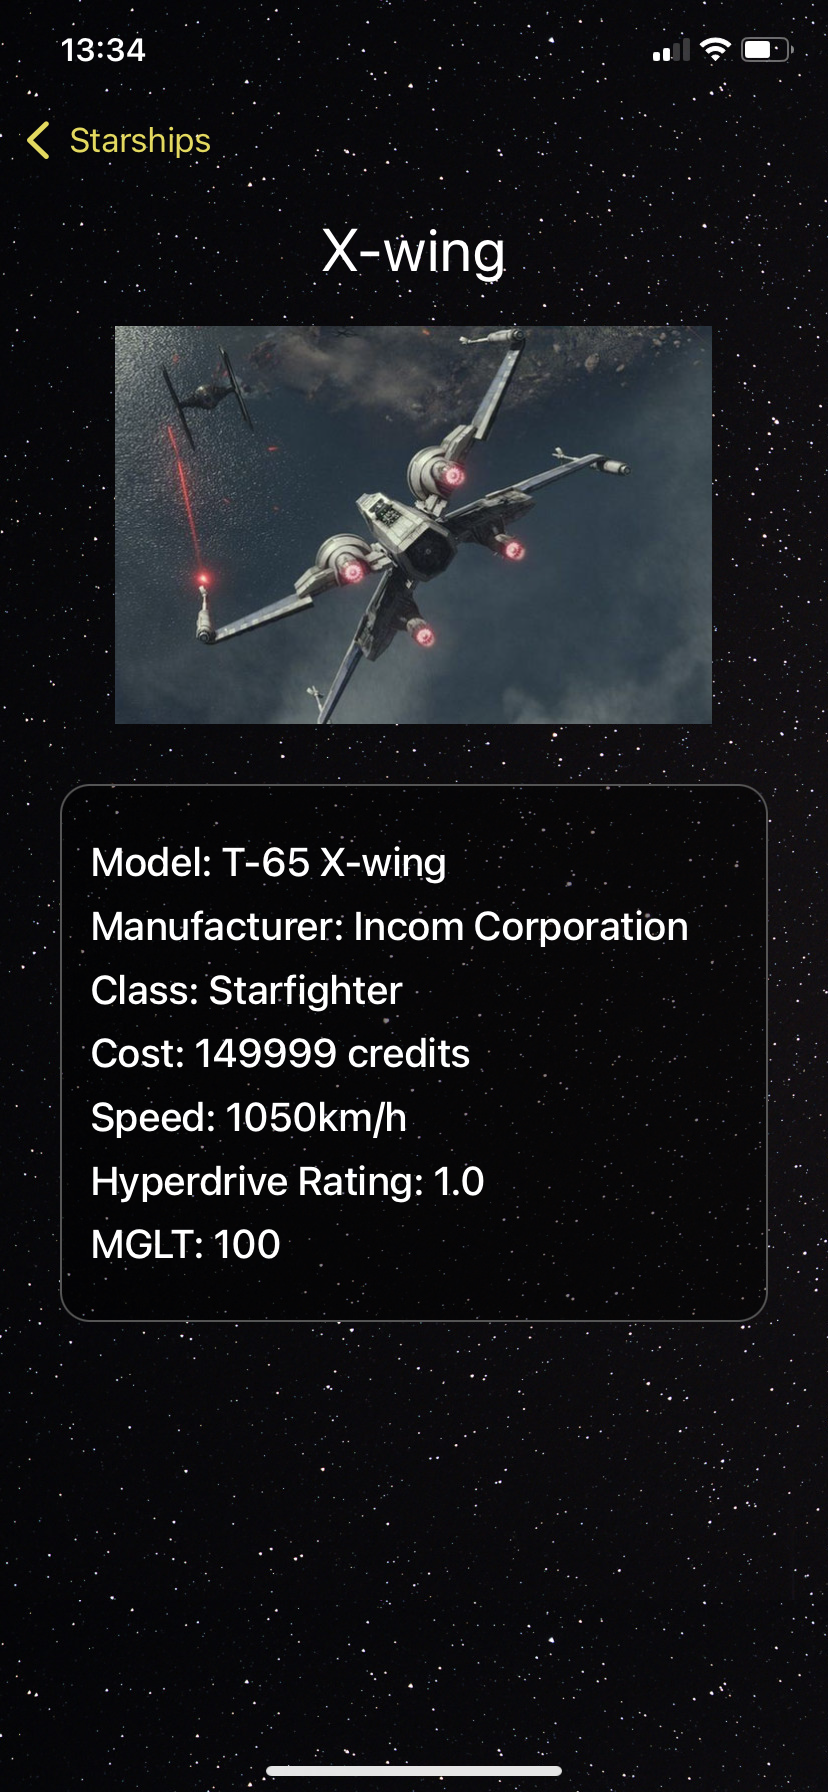 13:34
Starships
X-wing
Model: T-65 X-wing
Manufacturer: Incom Corporation
Class: Starfighter
Cost: 149999 credits
Speed: 1050km/h
Hyperdrive Rating: 1.0
MGLT: 100